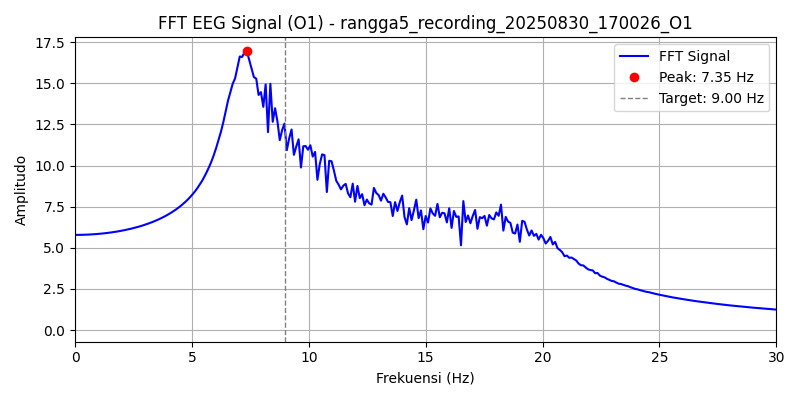 FFT EEG Signal (O1) - rangga5_recording_20250830_170026_O1
17.5
15.0
12.5
10.0
7.5
5.0
2.5
0.0
Amplitudo
FFT Signal
Peak: 7.35 Hz
Target: 9.00 Hz
0 5 10 15 20 25 30
Frekuensi (Hz)